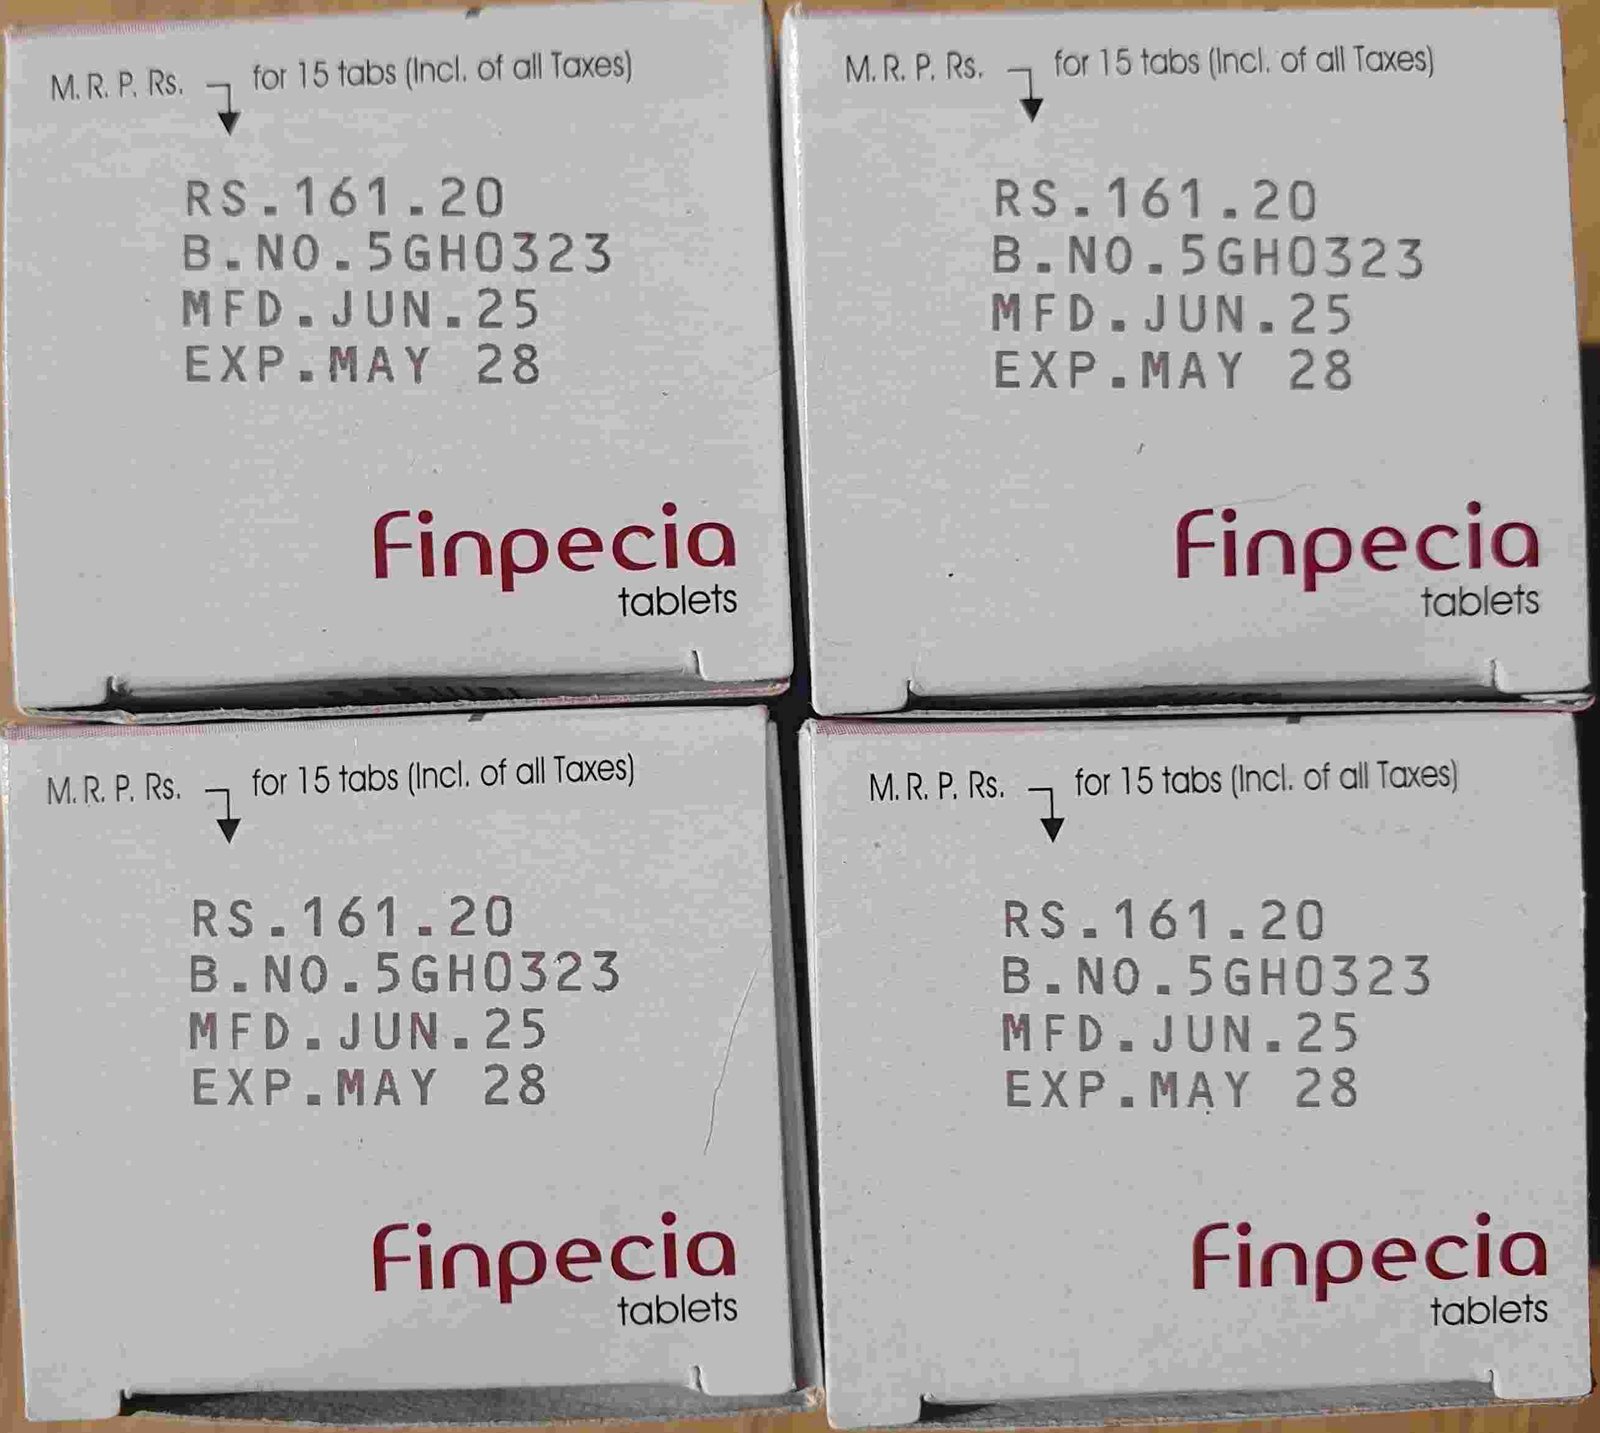 M. R. P. Rs. for 15 tabs (Incl. of all Taxes)
RS.161.20
B.NO.5GH0323
MFD.JUN.25
EXP.MAY 28
Finpecia
tablets
M. R. P. Rs. for 15 tabs (Incl. of all Taxes)
RS.161.20
B.NO.5GH0323
MFD.JUN.25
EXP.MAY 28
Finpecia
tablets
M. R. P. Rs. for 15 tabs (Incl. of all Taxes)
RS.161.20
B.NO.5GH0323
MFD.JUN.25
EXP.MAY 28
Finpecia
tablets
M. R. P. Rs. for 15 tabs (Incl. of all Taxes)
RS.161.20
B.NO.5GH0323
MFD.JUN.25
EXP.MAY 28
Finpecia
tablets